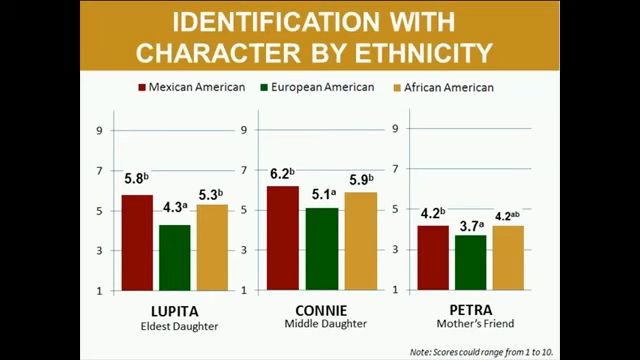 IDENTIFICATION WITH
CHARACTER BY ETHNICITY
Mexican American European American African American
9 9 9
7 7 7
5 5 5
3 3 3
1 1 1
5.8ᵇ 4.3ᵃ 5.3ᵇ
6.2ᵇ 5.1ᵃ 5.9ᵇ
4.2ᵇ 3.7ᵃ 4.2ᵃᵇ
LUPITA CONNIE PETRA
Eldest Daughter Middle Daughter Mother's Friend
Note: Scores could range from 1 to 10.